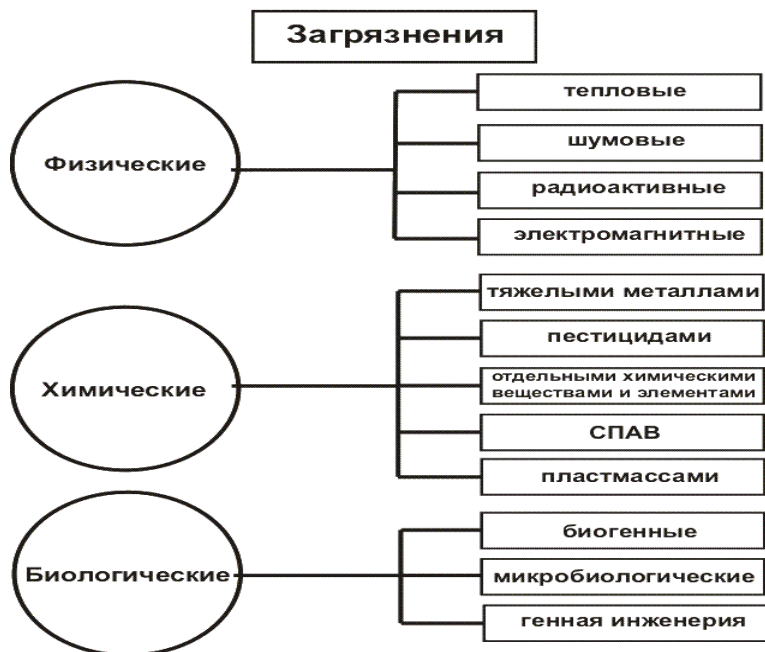 Загрязнения
Физические
тепловые
шумовые
радиоактивные
электромагнитные
Химические
тяжелыми металлами
пестицидами
отдельными химическими
веществами и элементами
СПАВ
пластмассами
Биологические
биогенные
микробиологические
генная инженерия